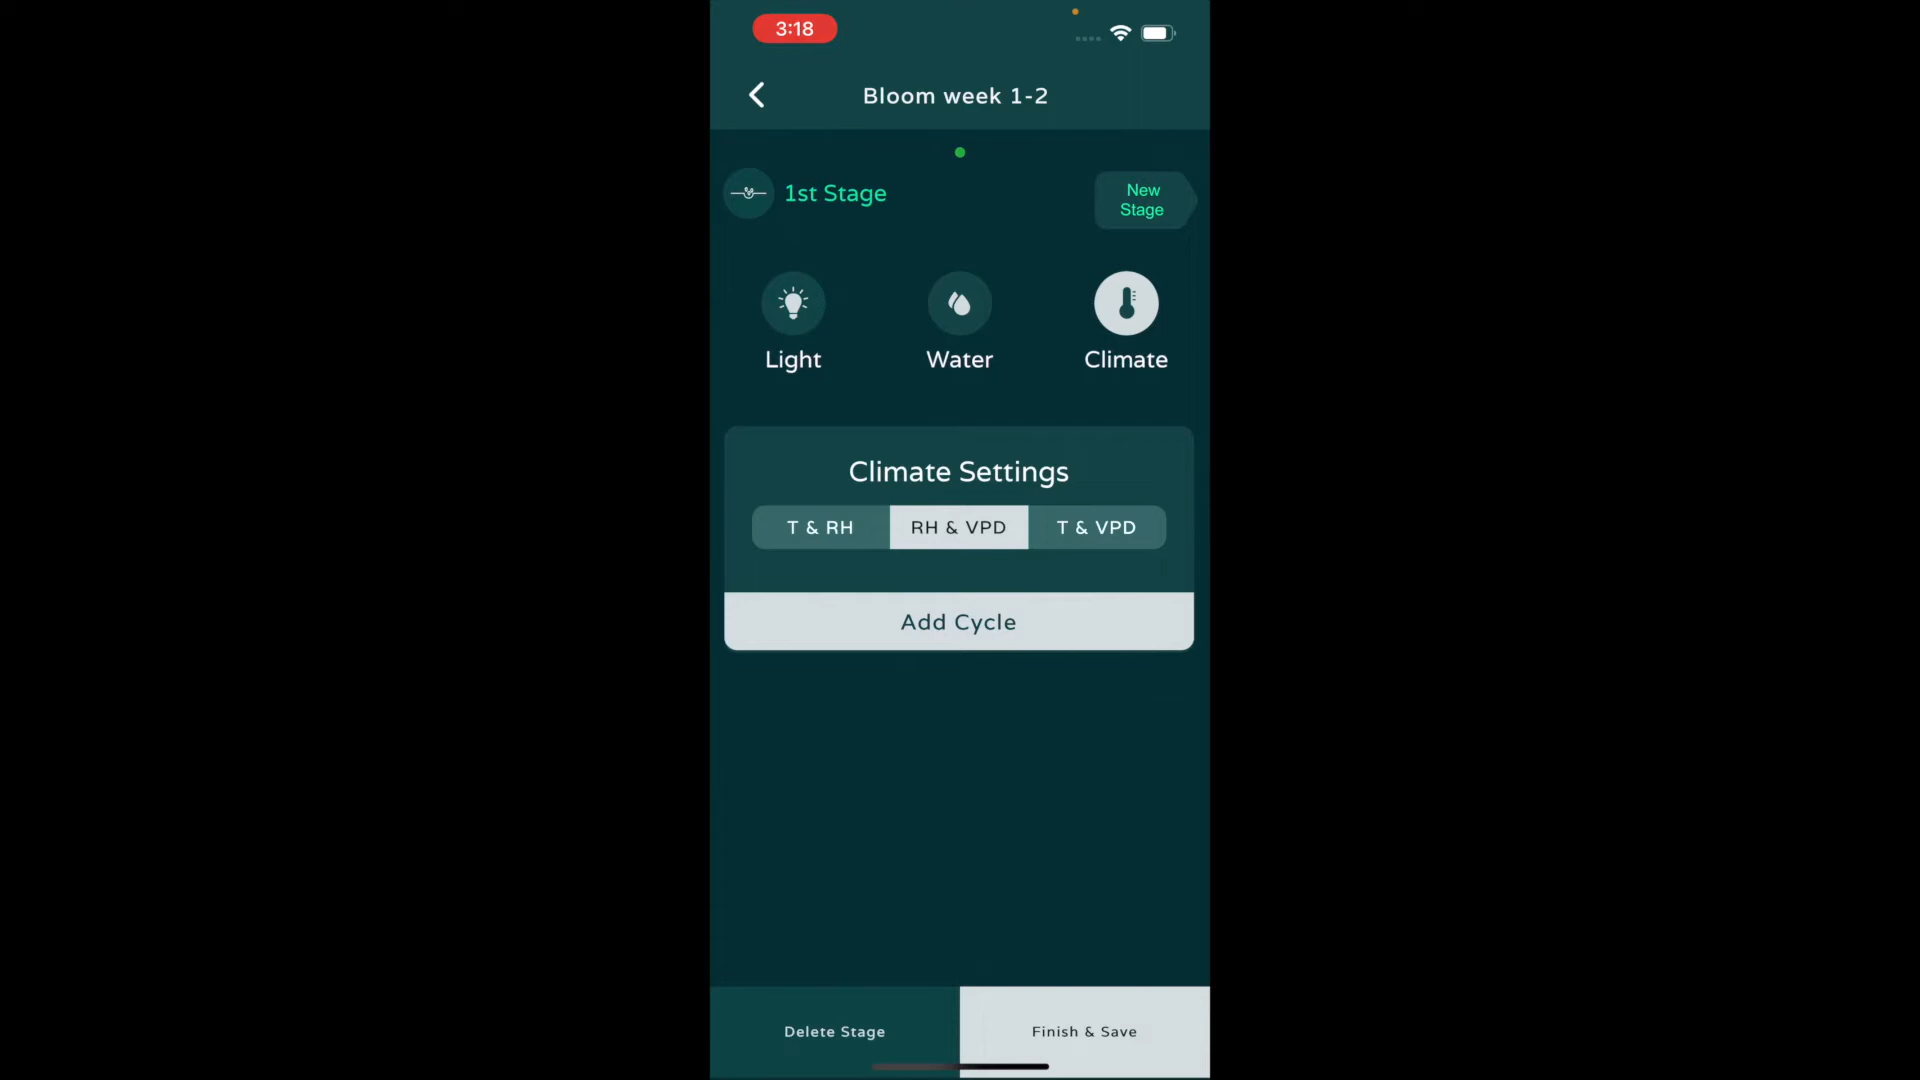 3:18
Bloom week 1-2
1st Stage
New
Stage
Light
Water
Climate
Climate Settings
T & RH
RH & VPD
T & VPD
Add Cycle
Delete Stage
Finish & Save